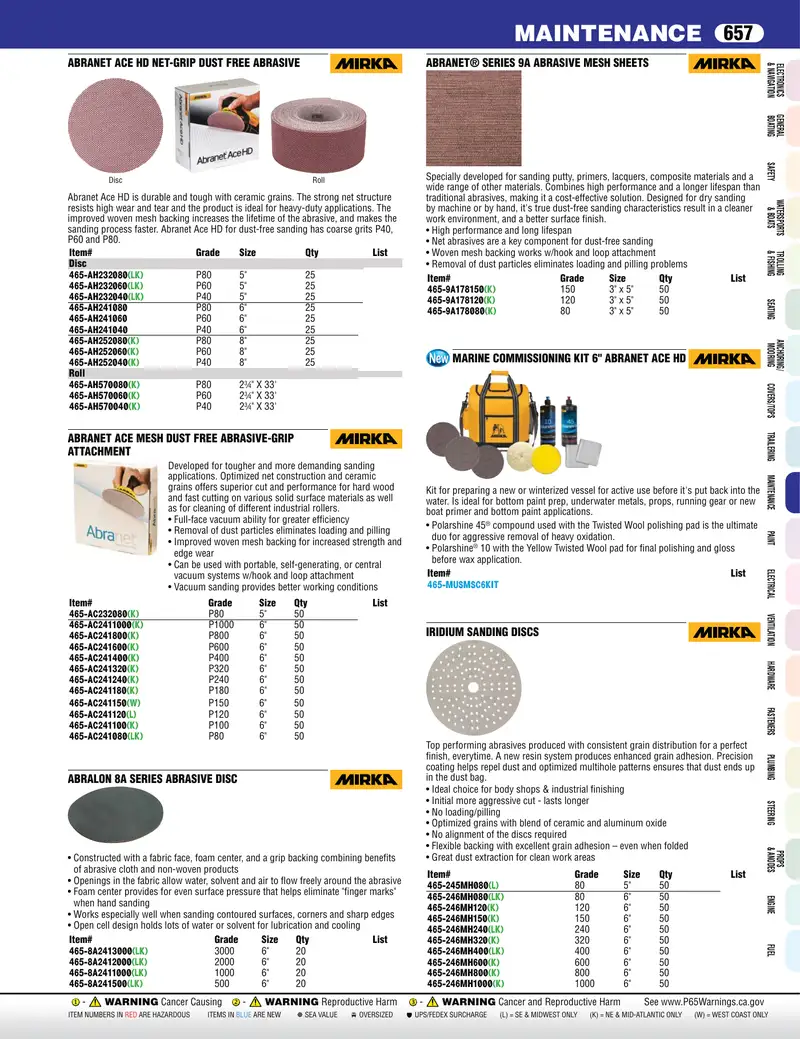 MAINTENANCE 657
ABRANET ACE HD NET-GRIP DUST FREE ABRASIVE
MIRKA
Abranet Ace HD
Disc
Roll
Abranet Ace HD is durable and tough with ceramic grains. The strong net structure
resists high wear and tear and the product is ideal for heavy-duty applications. The
improved woven mesh backing increases the lifetime of the abrasive, and makes the
sanding process faster. Abranet Ace HD for dust-free sanding has coarse grits P40,
P60 and P80.
Item# Grade Size Qty List
Disc
465-AH232080(LK) P80 5" 25
465-AH232060(LK) P60 5" 25
465-AH232040(LK) P40 5" 25
465-AH241080 P80 6" 25
465-AH241060 P60 6" 25
465-AH241040 P40 6" 25
465-AH252080(K) P80 8" 25
465-AH252060(K) P60 8" 25
465-AH252040(K) P40 8" 25
Roll
465-AH570080(K) P80 2¾" X 33'
465-AH570060(K) P60 2¾" X 33'
465-AH570040(K) P40 2¾" X 33'
ABRANET ACE MESH DUST FREE ABRASIVE-GRIP
ATTACHMENT
MIRKA
Abranet
Developed for tougher and more demanding sanding
applications. Optimized net construction and ceramic
grains offers superior cut and performance for hard wood
and fast cutting on various solid surface materials as well
as for cleaning of different industrial rollers.
• Full-face vacuum ability for greater efficiency
• Removal of dust particles eliminates loading and pilling
• Improved woven mesh backing for increased strength and
edge wear
• Can be used with portable, self-generating, or central
vacuum systems w/hook and loop attachment
• Vacuum sanding provides better working conditions
Item# Grade Size Qty List
465-AC232080(K) P80 5" 50
465-AC2411000(K) P1000 6" 50
465-AC241800(K) P800 6" 50
465-AC241600(K) P600 6" 50
465-AC241400(K) P400 6" 50
465-AC241320(K) P320 6" 50
465-AC241240(K) P240 6" 50
465-AC241180(K) P180 6" 50
465-AC241150(W) P150 6" 50
465-AC241120(L) P120 6" 50
465-AC241100(K) P100 6" 50
465-AC241080(LK) P80 6" 50
ABRALON 8A SERIES ABRASIVE DISC
MIRKA
• Constructed with a fabric face, foam center, and a grip backing combining benefits
of abrasive cloth and non-woven products
• Openings in the fabric allow water, solvent and air to flow freely around the abrasive
• Foam center provides for even surface pressure that helps eliminate "finger marks"
when hand sanding
• Works especially well when sanding contoured surfaces, corners and sharp edges
• Open cell design holds lots of water or solvent for lubrication and cooling
Item# Grade Size Qty List
465-8A2413000(LK) 3000 6" 20
465-8A2412000(LK) 2000 6" 20
465-8A2411000(LK) 1000 6" 20
465-8A241500(LK) 500 6" 20
ABRANET® SERIES 9A ABRASIVE MESH SHEETS
MIRKA
Specially developed for sanding putty, primers, lacquers, composite materials and a
wide range of other materials. Combines high performance and a longer lifespan than
traditional abrasives, making it a cost-effective solution. Designed for dry sanding
by machine or by hand, it's true dust-free sanding characteristics result in a cleaner
work environment, and a better surface finish.
• High performance and long lifespan
• Net abrasives are a key component for dust-free sanding
• Woven mesh backing works w/hook and loop attachment
• Removal of dust particles eliminates loading and pilling problems
Item# Grade Size Qty List
465-9A178150(K) 150 3" x 5" 50
465-9A178120(K) 120 3" x 5" 50
465-9A178080(K) 80 3" x 5" 50
New MARINE COMMISSIONING KIT 6" ABRANET ACE HD
MIRKA
Kit for preparing a new or winterized vessel for active use before it's put back into the
water. Is ideal for bottom paint prep, underwater metals, props, running gear or new
boat primer and bottom paint applications.
• Polarshine 45® compound used with the Twisted Wool polishing pad is the ultimate
duo for aggressive removal of heavy oxidation.
• Polarshine® 10 with the Yellow Twisted Wool pad for final polishing and gloss
before wax application.
Item# List
465-MUSMSC6KIT
IRIDIUM SANDING DISCS
MIRKA
Top performing abrasives produced with consistent grain distribution for a perfect
finish, everytime. A new resin system produces enhanced grain adhesion. Precision
coating helps repel dust and optimized multihole patterns ensures that dust ends up
in the dust bag.
• Ideal choice for body shops & industrial finishing
• Initial more aggressive cut - lasts longer
• No loading/pilling
• Optimized grains with blend of ceramic and aluminum oxide
• No alignment of the discs required
• Flexible backing with excellent grain adhesion – even when folded
• Great dust extraction for clean work areas
Item# Grade Size Qty List
465-245MH080(L) 80 5" 50
465-246MH080(LK) 80 6" 50
465-246MH120(K) 120 6" 50
465-246MH150(K) 150 6" 50
465-246MH240(LK) 240 6" 50
465-246MH320(K) 320 6" 50
465-246MH400(LK) 400 6" 50
465-246MH600(K) 600 6" 50
465-246MH800(K) 800 6" 50
465-246MH1000(K) 1000 6" 50
ELECTRONICS
& NAVIGATION
GENERAL
BOATING
SAFETY
WATERSPORTS
& BOATS
TROLLING
& FISHING
SEATING
ANCHORING/
MOORING
COVERS/TOPS
TRAILERING
MAINTENANCE
PAINT
ELECTRICAL
VENTILATION
HARDWARE
FASTENERS
PLUMBING
STEERING
PROPS
& ANODES
ENGINE
FUEL
1 - WARNING Cancer Causing 2 - WARNING Reproductive Harm 3 - WARNING Cancer and Reproductive Harm See www.P65Warnings.ca.gov
ITEM NUMBERS IN RED ARE HAZARDOUS ITEMS IN BLUE ARE NEW SEA VALUE OVERSIZED UPS/FEDEX SURCHARGE (L) = SE & MIDWEST ONLY (K) = NE & MID-ATLANTIC ONLY (W) = WEST COAST ONLY